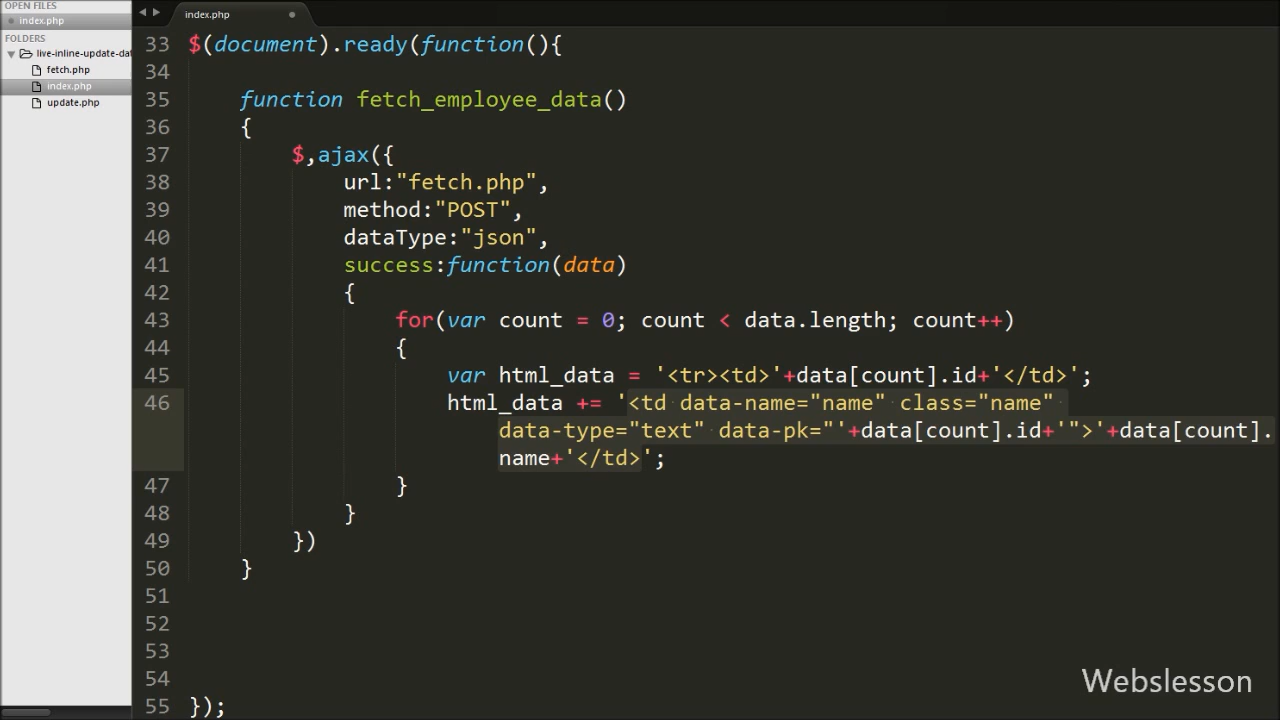 OPEN FILES
index.php
FOLDERS
live-inline-update-dat
fetch.php
index.php
update.php
index.php
33 $(document).ready(function(){
34
35 function fetch_employee_data()
36 {
37 $,ajax({
38 url:"fetch.php",
39 method:"POST",
40 dataType:"json",
41 success:function(data)
42 {
43 for(var count = 0; count < data.length; count++)
44 {
45 var html_data = '<tr><td>'+data[count].id+'</td>';
46 html_data += '<td data-name="name" class="name"
data-type="text" data-pk="'+data[count].id+'">'+data[count].
name+'</td>';
47 }
48 }
49 })
50 }
51
52
53
54
55 });
Webslesson